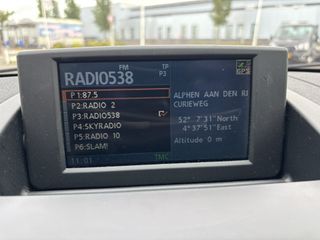 FM TP GPS
RADIO538 P3
P1:87.5
P2:RADIO 2
P3:RADIO538
P4:SKYRADIO
P5:RADIO 10
P6:SLAM!
ALPHEN AAN DEN RI
CURIEWEG
52° 7'31"North
4°37'51"East
Altitude 0 m
11:01 TMC